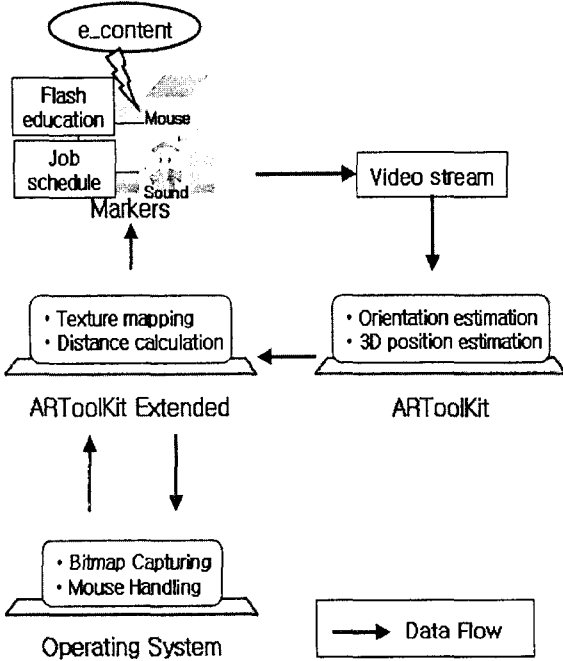 e_content
Flash
education
Mouse
Job
schedule
Sound
Markers
Video stream
• Texture mapping
• Distance calculation
• Orientation estimation
• 3D position estimation
ARToolKit Extended
ARToolKit
• Bitmap Capturing
• Mouse Handling
Operating System
Data Flow